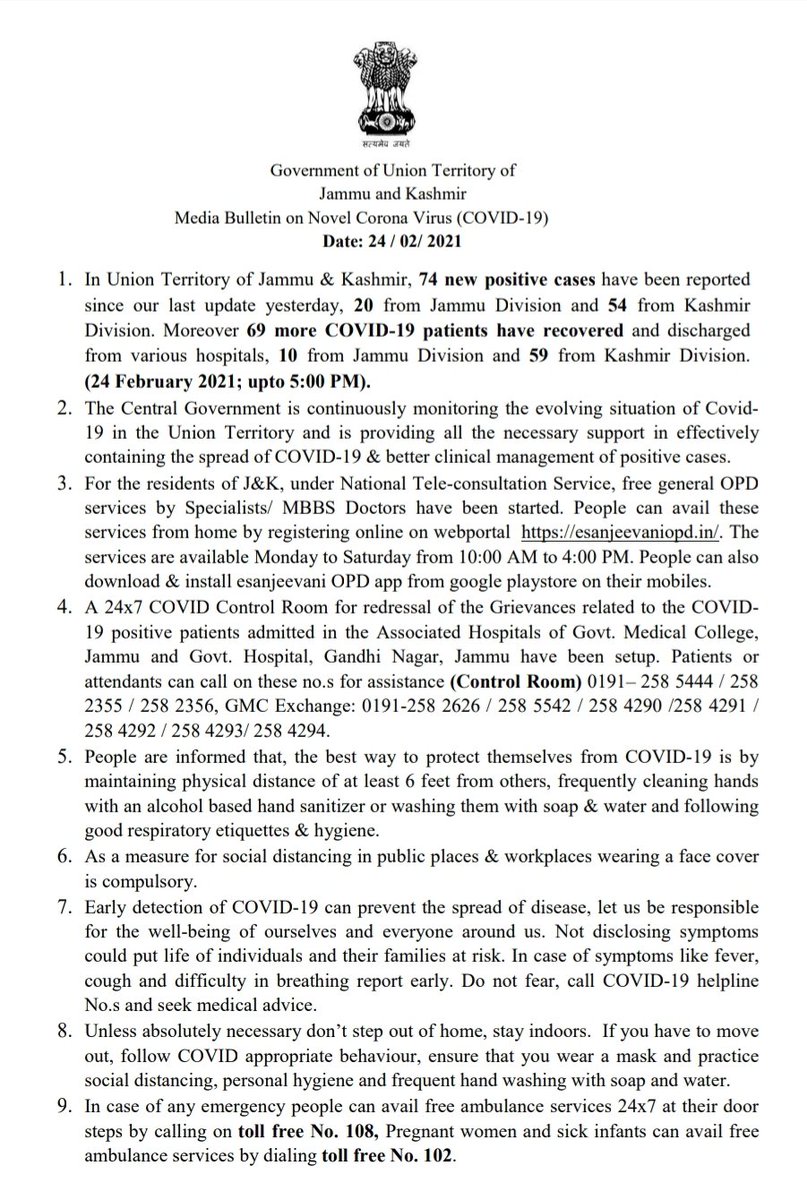 सत्यमेव जयते
Government of Union Territory of
Jammu and Kashmir
Media Bulletin on Novel Corona Virus (COVID-19)
Date: 24 / 02/ 2021
1. In Union Territory of Jammu & Kashmir, 74 new positive cases have been reported
since our last update yesterday, 20 from Jammu Division and 54 from Kashmir
Division. Moreover 69 more COVID-19 patients have recovered and discharged
from various hospitals, 10 from Jammu Division and 59 from Kashmir Division.
(24 February 2021; upto 5:00 PM).
2. The Central Government is continuously monitoring the evolving situation of Covid-
19 in the Union Territory and is providing all the necessary support in effectively
containing the spread of COVID-19 & better clinical management of positive cases.
3. For the residents of J&K, under National Tele-consultation Service, free general OPD
services by Specialists/ MBBS Doctors have been started. People can avail these
services from home by registering online on webportal https://esanjeevaniopd.in/. The
services are available Monday to Saturday from 10:00 AM to 4:00 PM. People can also
download & install esanjeevani OPD app from google playstore on their mobiles.
4. A 24x7 COVID Control Room for redressal of the Grievances related to the COVID-
19 positive patients admitted in the Associated Hospitals of Govt. Medical College,
Jammu and Govt. Hospital, Gandhi Nagar, Jammu have been setup. Patients or
attendants can call on these no.s for assistance (Control Room) 0191– 258 5444 / 258
2355 / 258 2356, GMC Exchange: 0191-258 2626 / 258 5542 / 258 4290 /258 4291 /
258 4292 / 258 4293/ 258 4294.
5. People are informed that, the best way to protect themselves from COVID-19 is by
maintaining physical distance of at least 6 feet from others, frequently cleaning hands
with an alcohol based hand sanitizer or washing them with soap & water and following
good respiratory etiquettes & hygiene.
6. As a measure for social distancing in public places & workplaces wearing a face cover
is compulsory.
7. Early detection of COVID-19 can prevent the spread of disease, let us be responsible
for the well-being of ourselves and everyone around us. Not disclosing symptoms
could put life of individuals and their families at risk. In case of symptoms like fever,
cough and difficulty in breathing report early. Do not fear, call COVID-19 helpline
No.s and seek medical advice.
8. Unless absolutely necessary don’t step out of home, stay indoors. If you have to move
out, follow COVID appropriate behaviour, ensure that you wear a mask and practice
social distancing, personal hygiene and frequent hand washing with soap and water.
9. In case of any emergency people can avail free ambulance services 24x7 at their door
steps by calling on toll free No. 108, Pregnant women and sick infants can avail free
ambulance services by dialing toll free No. 102.